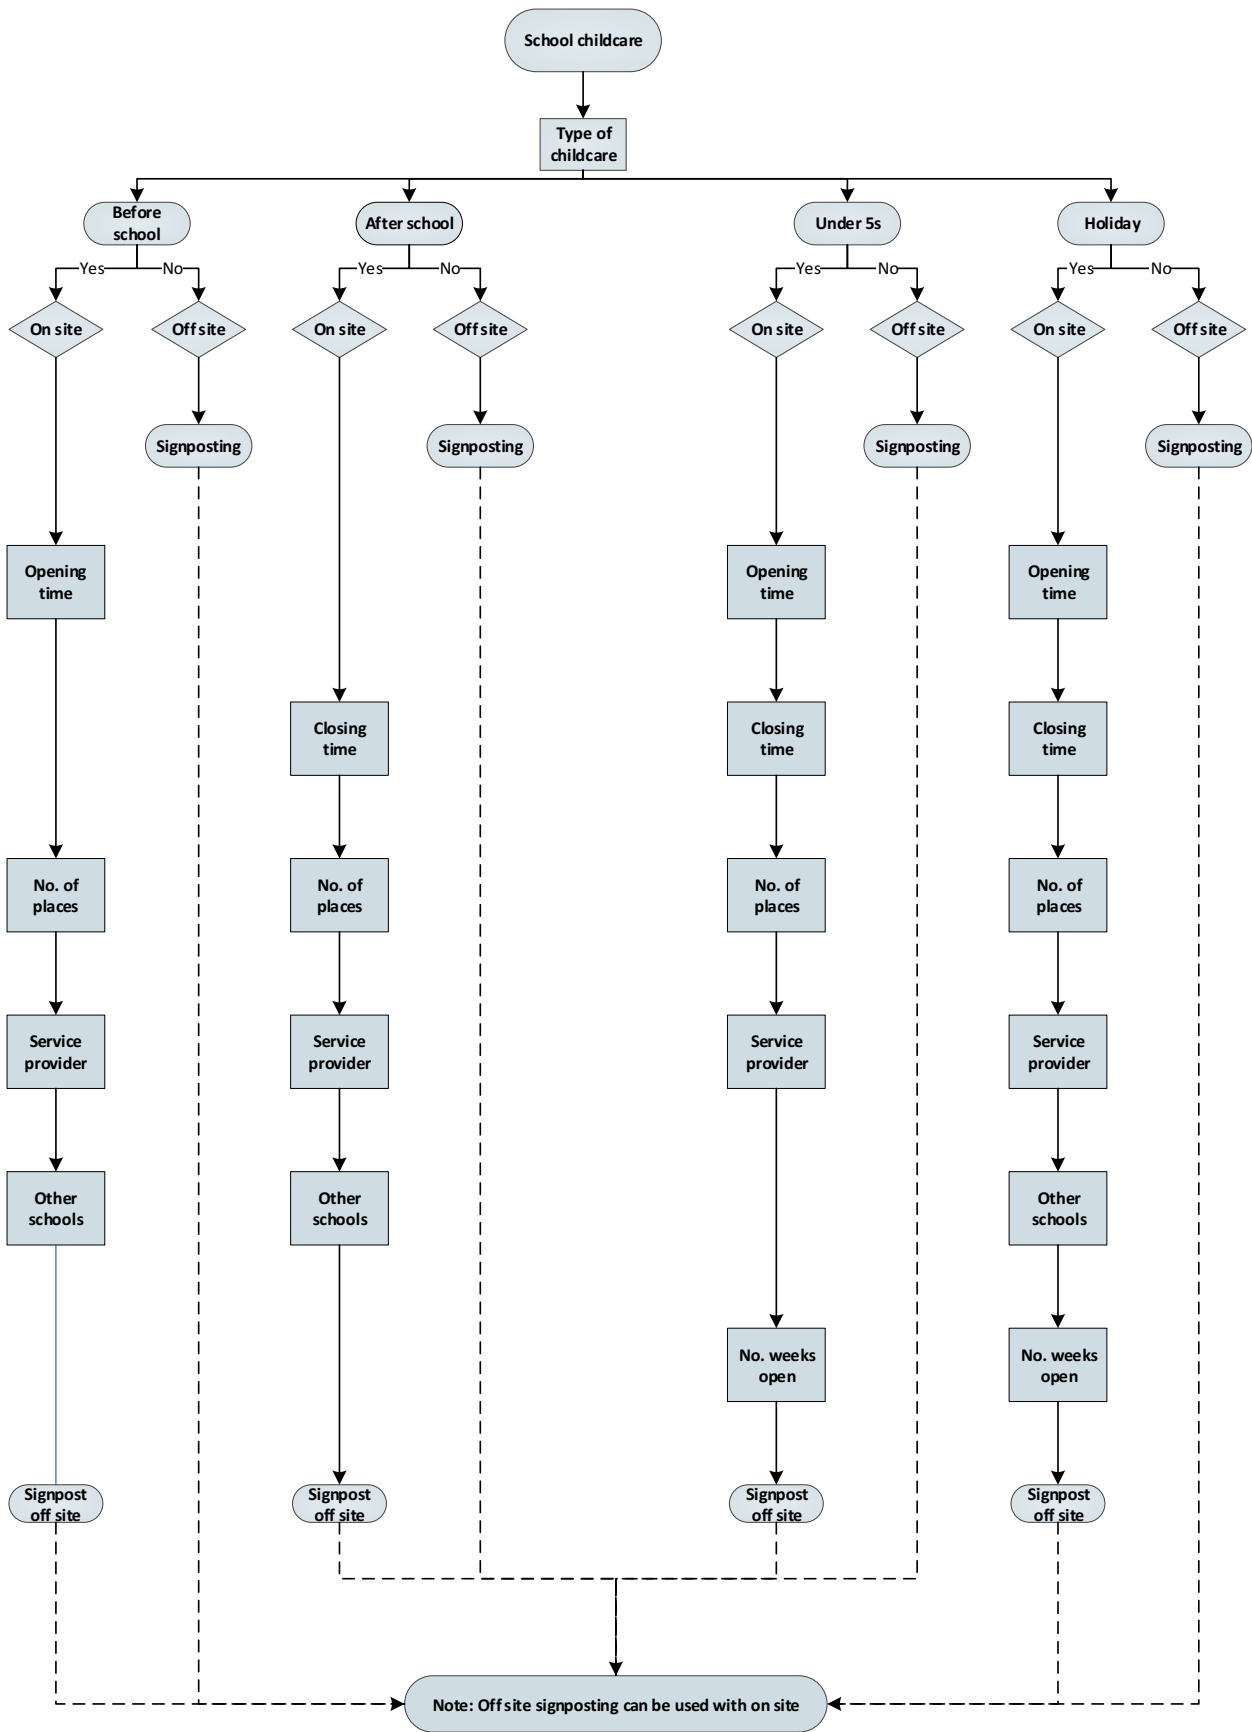 School childcare
Type of
childcare
Before
school
After school
Under 5s
Holiday
Yes
No
Yes
No
Yes
No
Yes
No
On site
Off site
On site
Off site
On site
Off site
On site
Off site
Signposting
Signposting
Signposting
Signposting
Opening
time
Opening
time
Opening
time
Closing
time
Closing
time
Closing
time
No. of
places
No. of
places
No. of
places
No. of
places
Service
provider
Service
provider
Service
provider
Service
provider
Other
schools
Other
schools
Other
schools
No. weeks
open
No. weeks
open
Signpost
off site
Signpost
off site
Signpost
off site
Signpost
off site
Note: Off site signposting can be used with on site